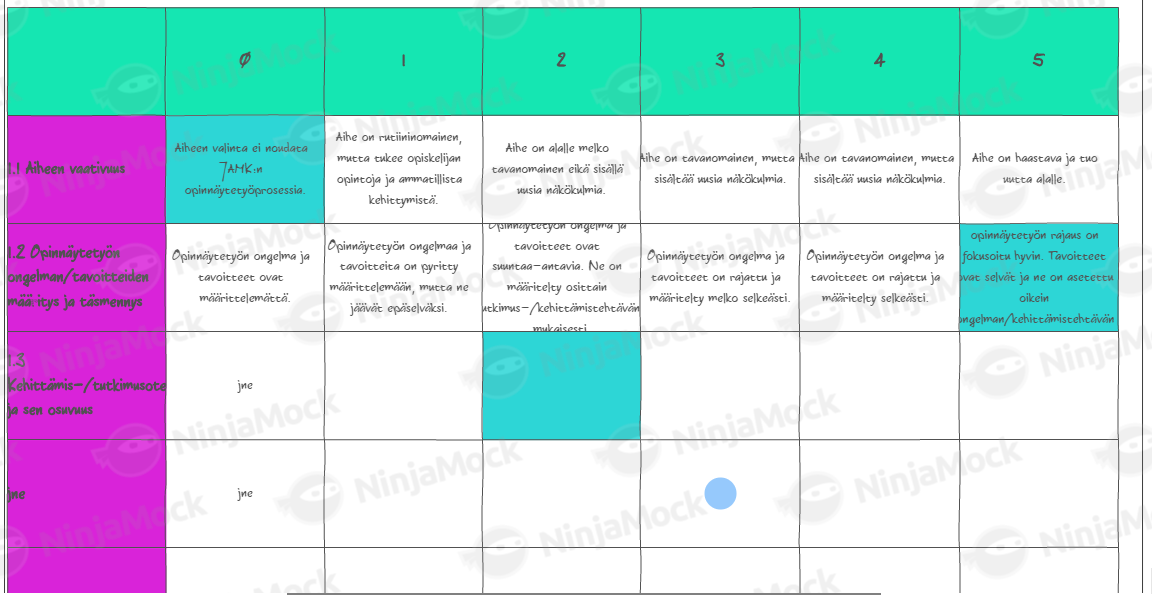 0 1 2 3 4 5
1.1 Aiheen vaativuus
Aiheen valinta ei noudata
7AMK:n
opinnäytetyöprosessia.
Aihe on rutiininomainen,
mutta tukee opiskelijan
opintoja ja ammatillista
kehittymistä.
Aihe on alalle melko
tavanomainen eikä sisällä
uusia näkökulmia.
Aihe on tavanomainen, mutta
sisältää uusia näkökulmia.
Aihe on tavanomainen, mutta
sisältää uusia näkökulmia.
Aihe on haastava ja tuo
uutta alalle.
1.2 Opinnäytetyön
ongelman/tavoitteiden
määritys ja täsmennys
Opinnäytetyön ongelma ja
tavoitteet ovat
määrittelemättä.
Opinnäytetyön ongelmaa ja
tavoitteita on pyritty
määrittelemään, mutta ne
jäävät epäselväksi.
Opinnäytetyön ongelma ja
tavoitteet ovat
suuntaa-antavia. Ne on
määritelty osittain
utkimus-/kehittämistehtävän
mukaisesti
Opinnäytetyön ongelma ja
tavoitteet on rajattu ja
määritelty melko selkeästi.
Opinnäytetyön ongelma ja
tavoitteet on rajattu ja
määritelty selkeästi.
opinnäytetyön rajaus on
fokusoitu hyvin. Tavoitteet
vat selvät ja ne on asetettu
oikein
ngelman/kehittämistehtävän
1.3
Kehittämis-/tutkimusote
ja sen osuvuus
jne
jne
jne
NinjaMock